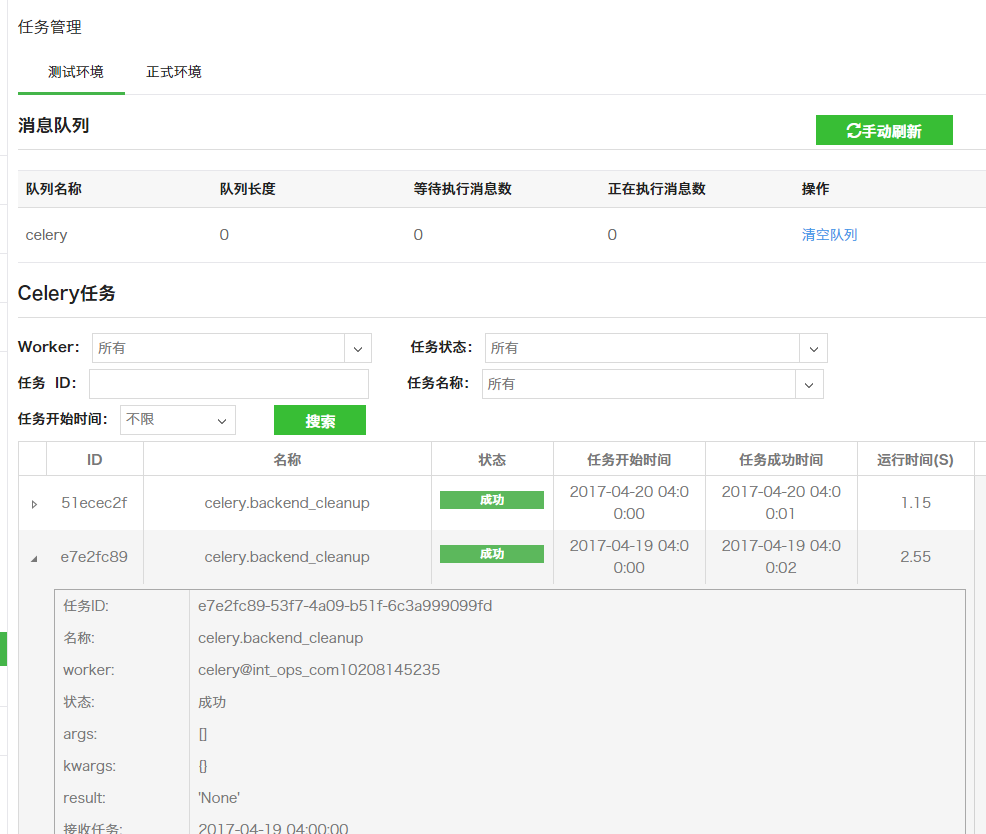 任务管理
测试环境 正式环境
消息队列 手动刷新
队列名称 队列长度 等待执行消息数 正在执行消息数 操作
celery 0 0 0 清空队列
Celery任务
Worker: 所有 任务状态: 所有
任务 ID: 任务名称: 所有
任务开始时间: 不限 搜索
ID 名称 状态 任务开始时间 任务成功时间 运行时间(S)
51ecec2f celery.backend_cleanup 成功 2017-04-20 04:0 2017-04-20 04:0 1.15
0:00 0:01
e7e2fc89 celery.backend_cleanup 成功 2017-04-19 04:0 2017-04-19 04:0 2.55
0:00 0:02
任务ID: e7e2fc89-53f7-4a09-b51f-6c3a999099fd
名称: celery.backend_cleanup
worker: celery@int_ops_com10208145235
状态: 成功
args: []
kwargs: {}
result: 'None'
接收任务: 2017-04-19 04:00:00